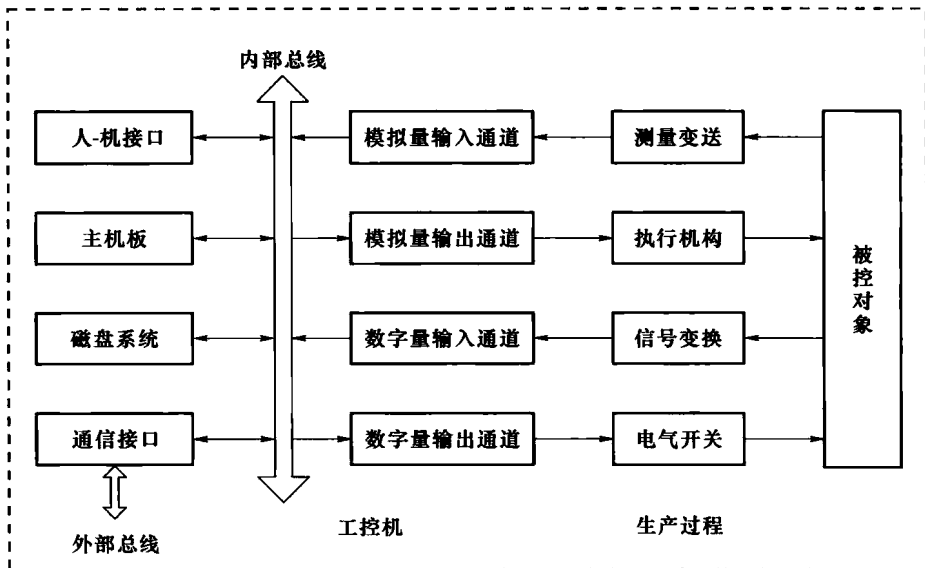 内部总线
人-机接口
模拟量输入通道
测量变送
主机板
模拟量输出通道
执行机构
被控对象
磁盘系统
数字量输入通道
信号变换
通信接口
数字量输出通道
电气开关
外部总线
工控机
生产过程